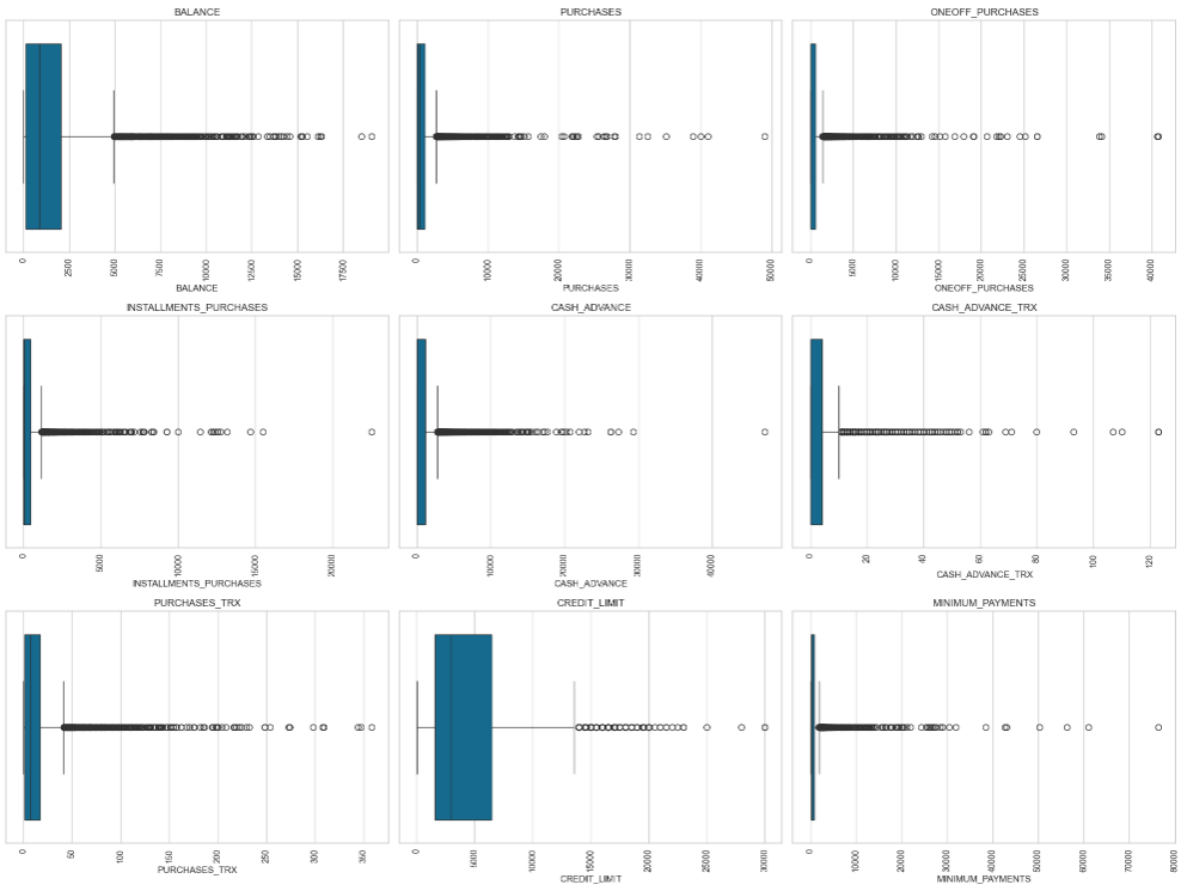 BALANCE PURCHASES ONEOFF_PURCHASES
0 2500 5000 7500 10000 12500 15000 17500 0 10000 20000 30000 40000 50000 0 5000 10000 15000 20000 25000 30000 35000 40000
BALANCE PURCHASES ONEOFF_PURCHASES
INSTALLMENTS_PURCHASES CASH_ADVANCE CASH_ADVANCE_TRX
0 5000 10000 15000 20000 0 10000 20000 30000 40000 0 20 40 60 80 100 120
INSTALLMENTS_PURCHASES CASH_ADVANCE CASH_ADVANCE_TRX
PURCHASES_TRX CREDIT_LIMIT MINIMUM_PAYMENTS
0 50 100 150 200 250 300 350 0 5000 10000 15000 20000 25000 30000 0 10000 20000 30000 40000 50000 60000 70000 80000
PURCHASES_TRX CREDIT_LIMIT MINIMUM_PAYMENTS